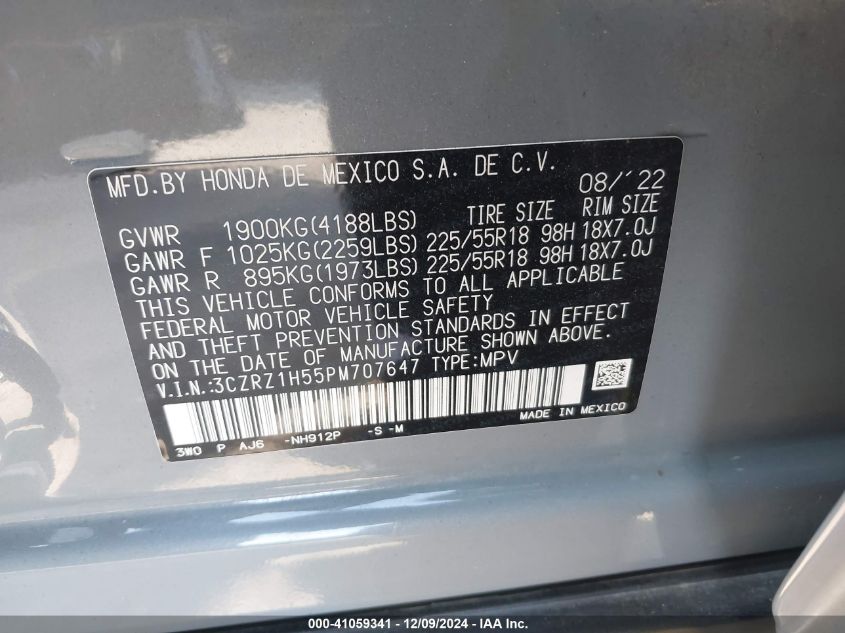 MFD.BY HONDA DE MEXICO S.A. DE C.V. 08/´22
GVWR 1900KG(4188LBS) TIRE SIZE RIM SIZE
GAWR F 1025KG(2259LBS) 225/55R18 98H 18X7.0J
GAWR R 895KG(1973LBS) 225/55R18 98H 18X7.0J
THIS VEHICLE CONFORMS TO ALL APPLICABLE
FEDERAL MOTOR VEHICLE SAFETY
AND THEFT PREVENTION STANDARDS IN EFFECT
ON THE DATE OF MANUFACTURE SHOWN ABOVE.
V.I.N.:3CZRZ1H55PM707647 TYPE:MPV
3W0 P AJ6 -NH912P -S -M MADE IN MEXICO
000-41059341 - 12/09/2024 - IAA Inc.